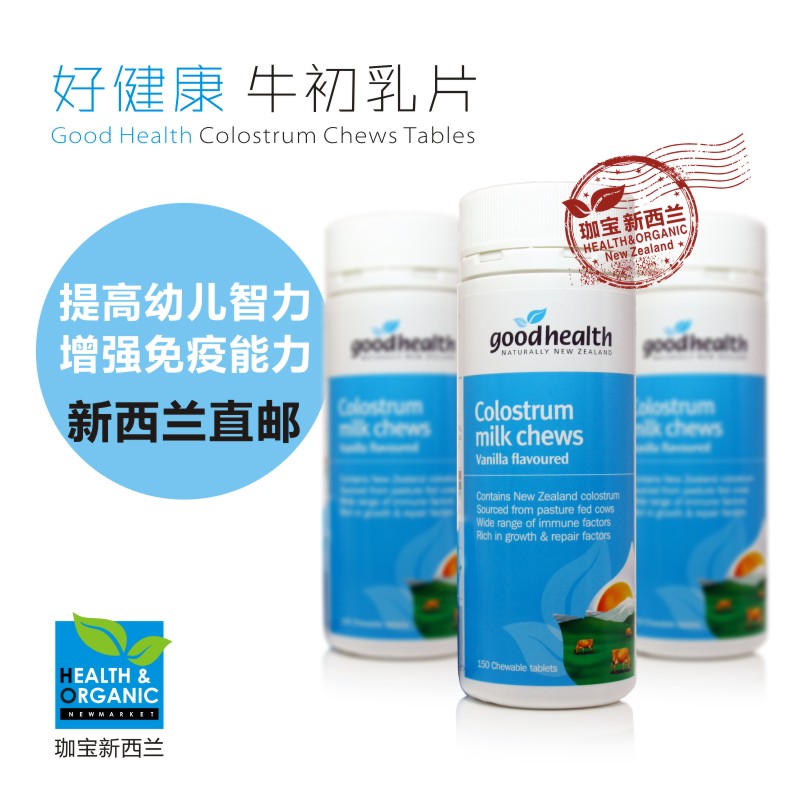 好健康 牛初乳片
Good Health Colostrum Chews Tables
珈宝新西兰
HEALTH&ORGANIC
New Zealand
提高幼儿智力
增强免疫能力
新西兰直邮
goodhealth
NATURALLY NEW ZEALAND
Colostrum
milk chews
Vanilla flavoured
Contains New Zealand colostrum
Sourced from pasture fed cows
Wide range of immune factors
Rich in growth & repair factors
150 Chewable tablets
goodhealth
Colostrum
milk chews
Vanilla flavoured
goodhealth
Colostrum
milk chews
Vanilla flavoured
HEALTH &
ORGANIC
NEWMARKET
珈宝新西兰